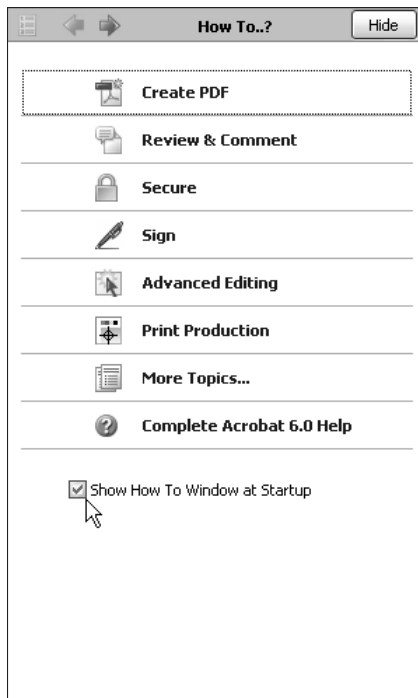 How To..?
Hide
Create PDF
Review & Comment
Secure
Sign
Advanced Editing
Print Production
More Topics...
Complete Acrobat 6.0 Help
Show How To Window at Startup